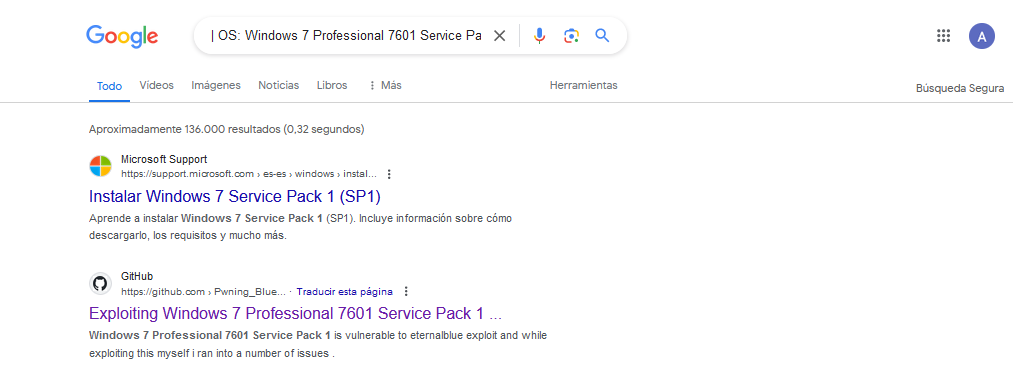 Google
| OS: Windows 7 Professional 7601 Service Pa
A
Todo Vídeos Imágenes Noticias Libros Más Herramientas
Búsqueda Segura
Aproximadamente 136.000 resultados (0,32 segundos)
Microsoft Support
https://support.microsoft.com › es-es › windows › instal...
Instalar Windows 7 Service Pack 1 (SP1)
Aprende a instalar Windows 7 Service Pack 1 (SP1). Incluye información sobre cómo
descargarlo, los requisitos y mucho más.
GitHub
https://github.com › Pwning_Blue... · Traducir esta página
Exploiting Windows 7 Professional 7601 Service Pack 1 ...
Windows 7 Professional 7601 Service Pack 1 is vulnerable to eternalblue exploit and while
exploiting this myself i ran into a number of issues .